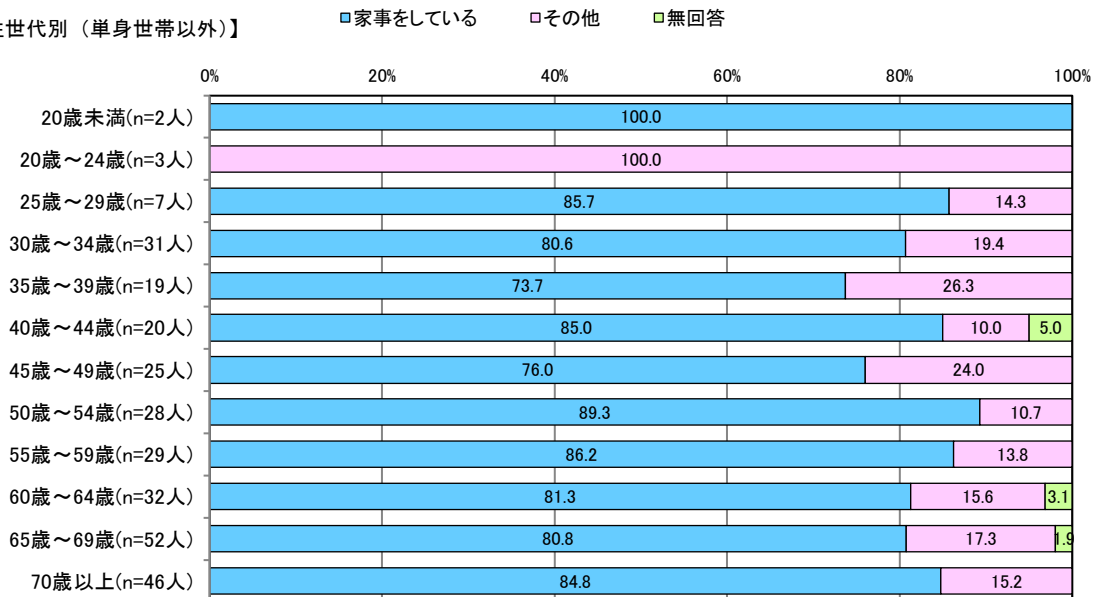 ■家事をしている ■その他 ■無回答
世代別 (単身世帯以外)】
0% 20% 40% 60% 80% 100%
20歳未満(n=2人) 100.0
20歳～24歳(n=3人) 100.0
25歳～29歳(n=7人) 85.7 14.3
30歳～34歳(n=31人) 80.6 19.4
35歳～39歳(n=19人) 73.7 26.3
40歳～44歳(n=20人) 85.0 10.0 5.0
45歳～49歳(n=25人) 76.0 24.0
50歳～54歳(n=28人) 89.3 10.7
55歳～59歳(n=29人) 86.2 13.8
60歳～64歳(n=32人) 81.3 15.6 3.1
65歳～69歳(n=52人) 80.8 17.3 1.9
70歳以上(n=46人) 84.8 15.2